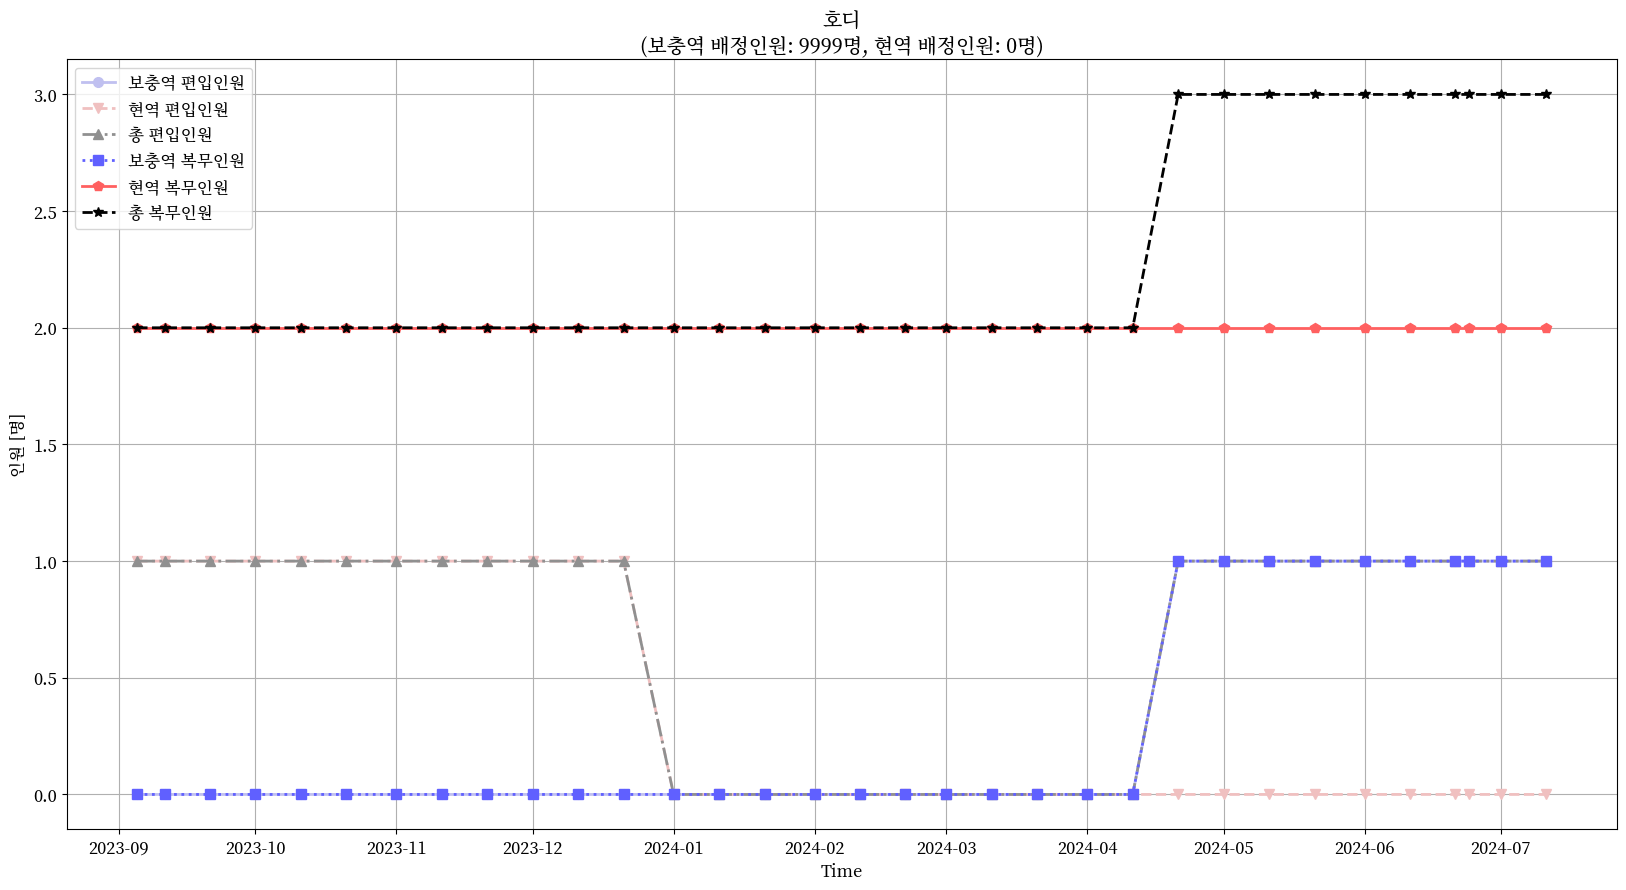 호디
(보충역 배정인원: 9999명, 현역 배정인원: 0명)
보충역 편입인원
현역 편입인원
총 편입인원
보충역 복무인원
현역 복무인원
총 복무인원
3.0
2.5
2.0
1.5
1.0
0.5
0.0
인원 [명]
2023-09
2023-10
2023-11
2023-12
2024-01
2024-02
2024-03
2024-04
2024-05
2024-06
2024-07
Time